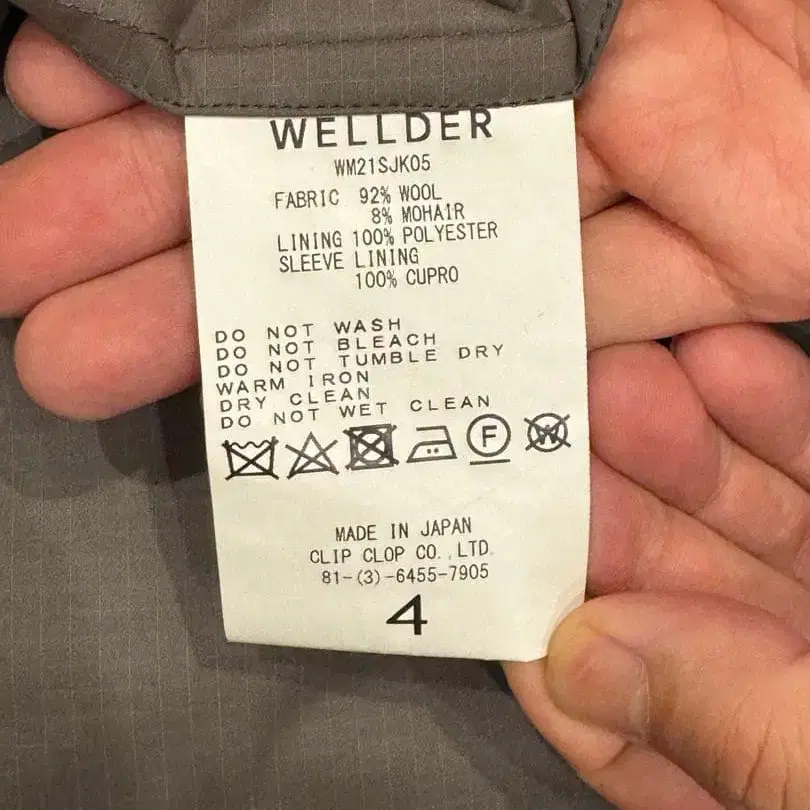 WELLDER
WM21SJK05
FABRIC 92% WOOL
8% MOHAIR
LINING 100% POLYESTER
SLEEVE LINING
100% CUPRO
DO NOT WASH
DO NOT BLEACH
DO NOT TUMBLE DRY
WARM IRON
DRY CLEAN
DO NOT WET CLEAN
F W
MADE IN JAPAN
CLIP CLOP CO.,LTD.
81-(3)-6455-7905
4